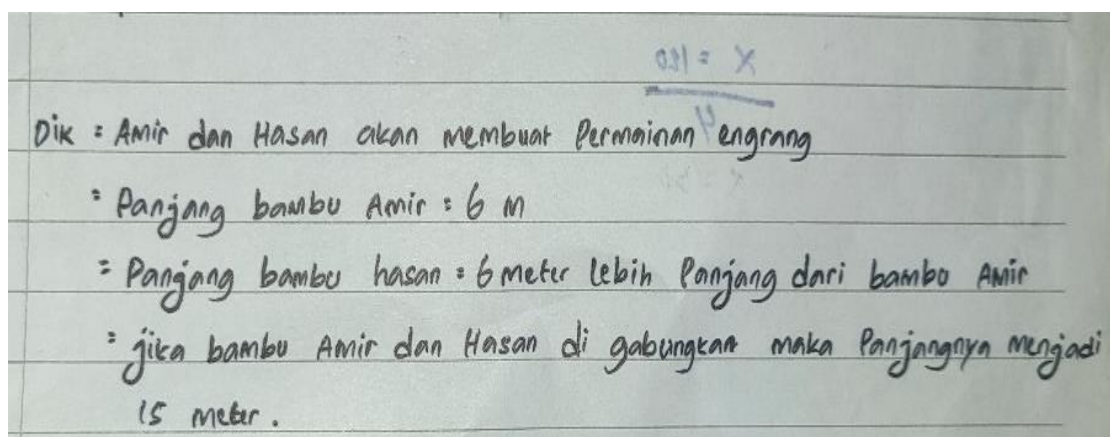 Dik : Amir dan Hasan akan membuat Permainan engrang
= Panjang bambu Amir : 6 m
= Panjang bambu hasan : 6 meter lebih Panjang dari bambu Amir
= jika bambu Amir dan Hasan di gabungkan maka Panjangnya menjadi
15 meter.